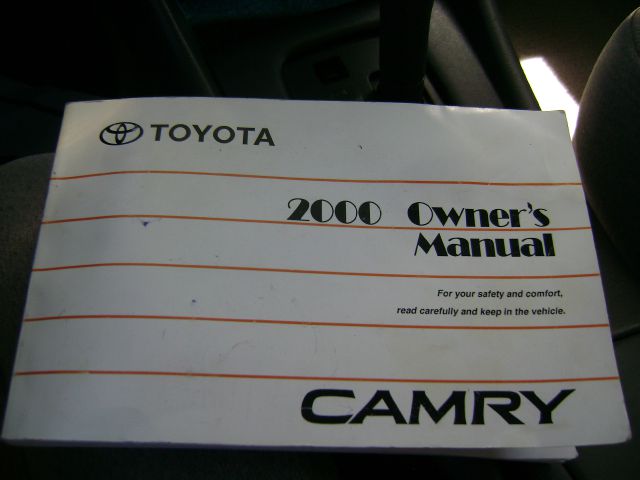 TOYOTA
2000 Owner's
Manual
For your safety and comfort,
read carefully and keep in the vehicle.
CAMRY